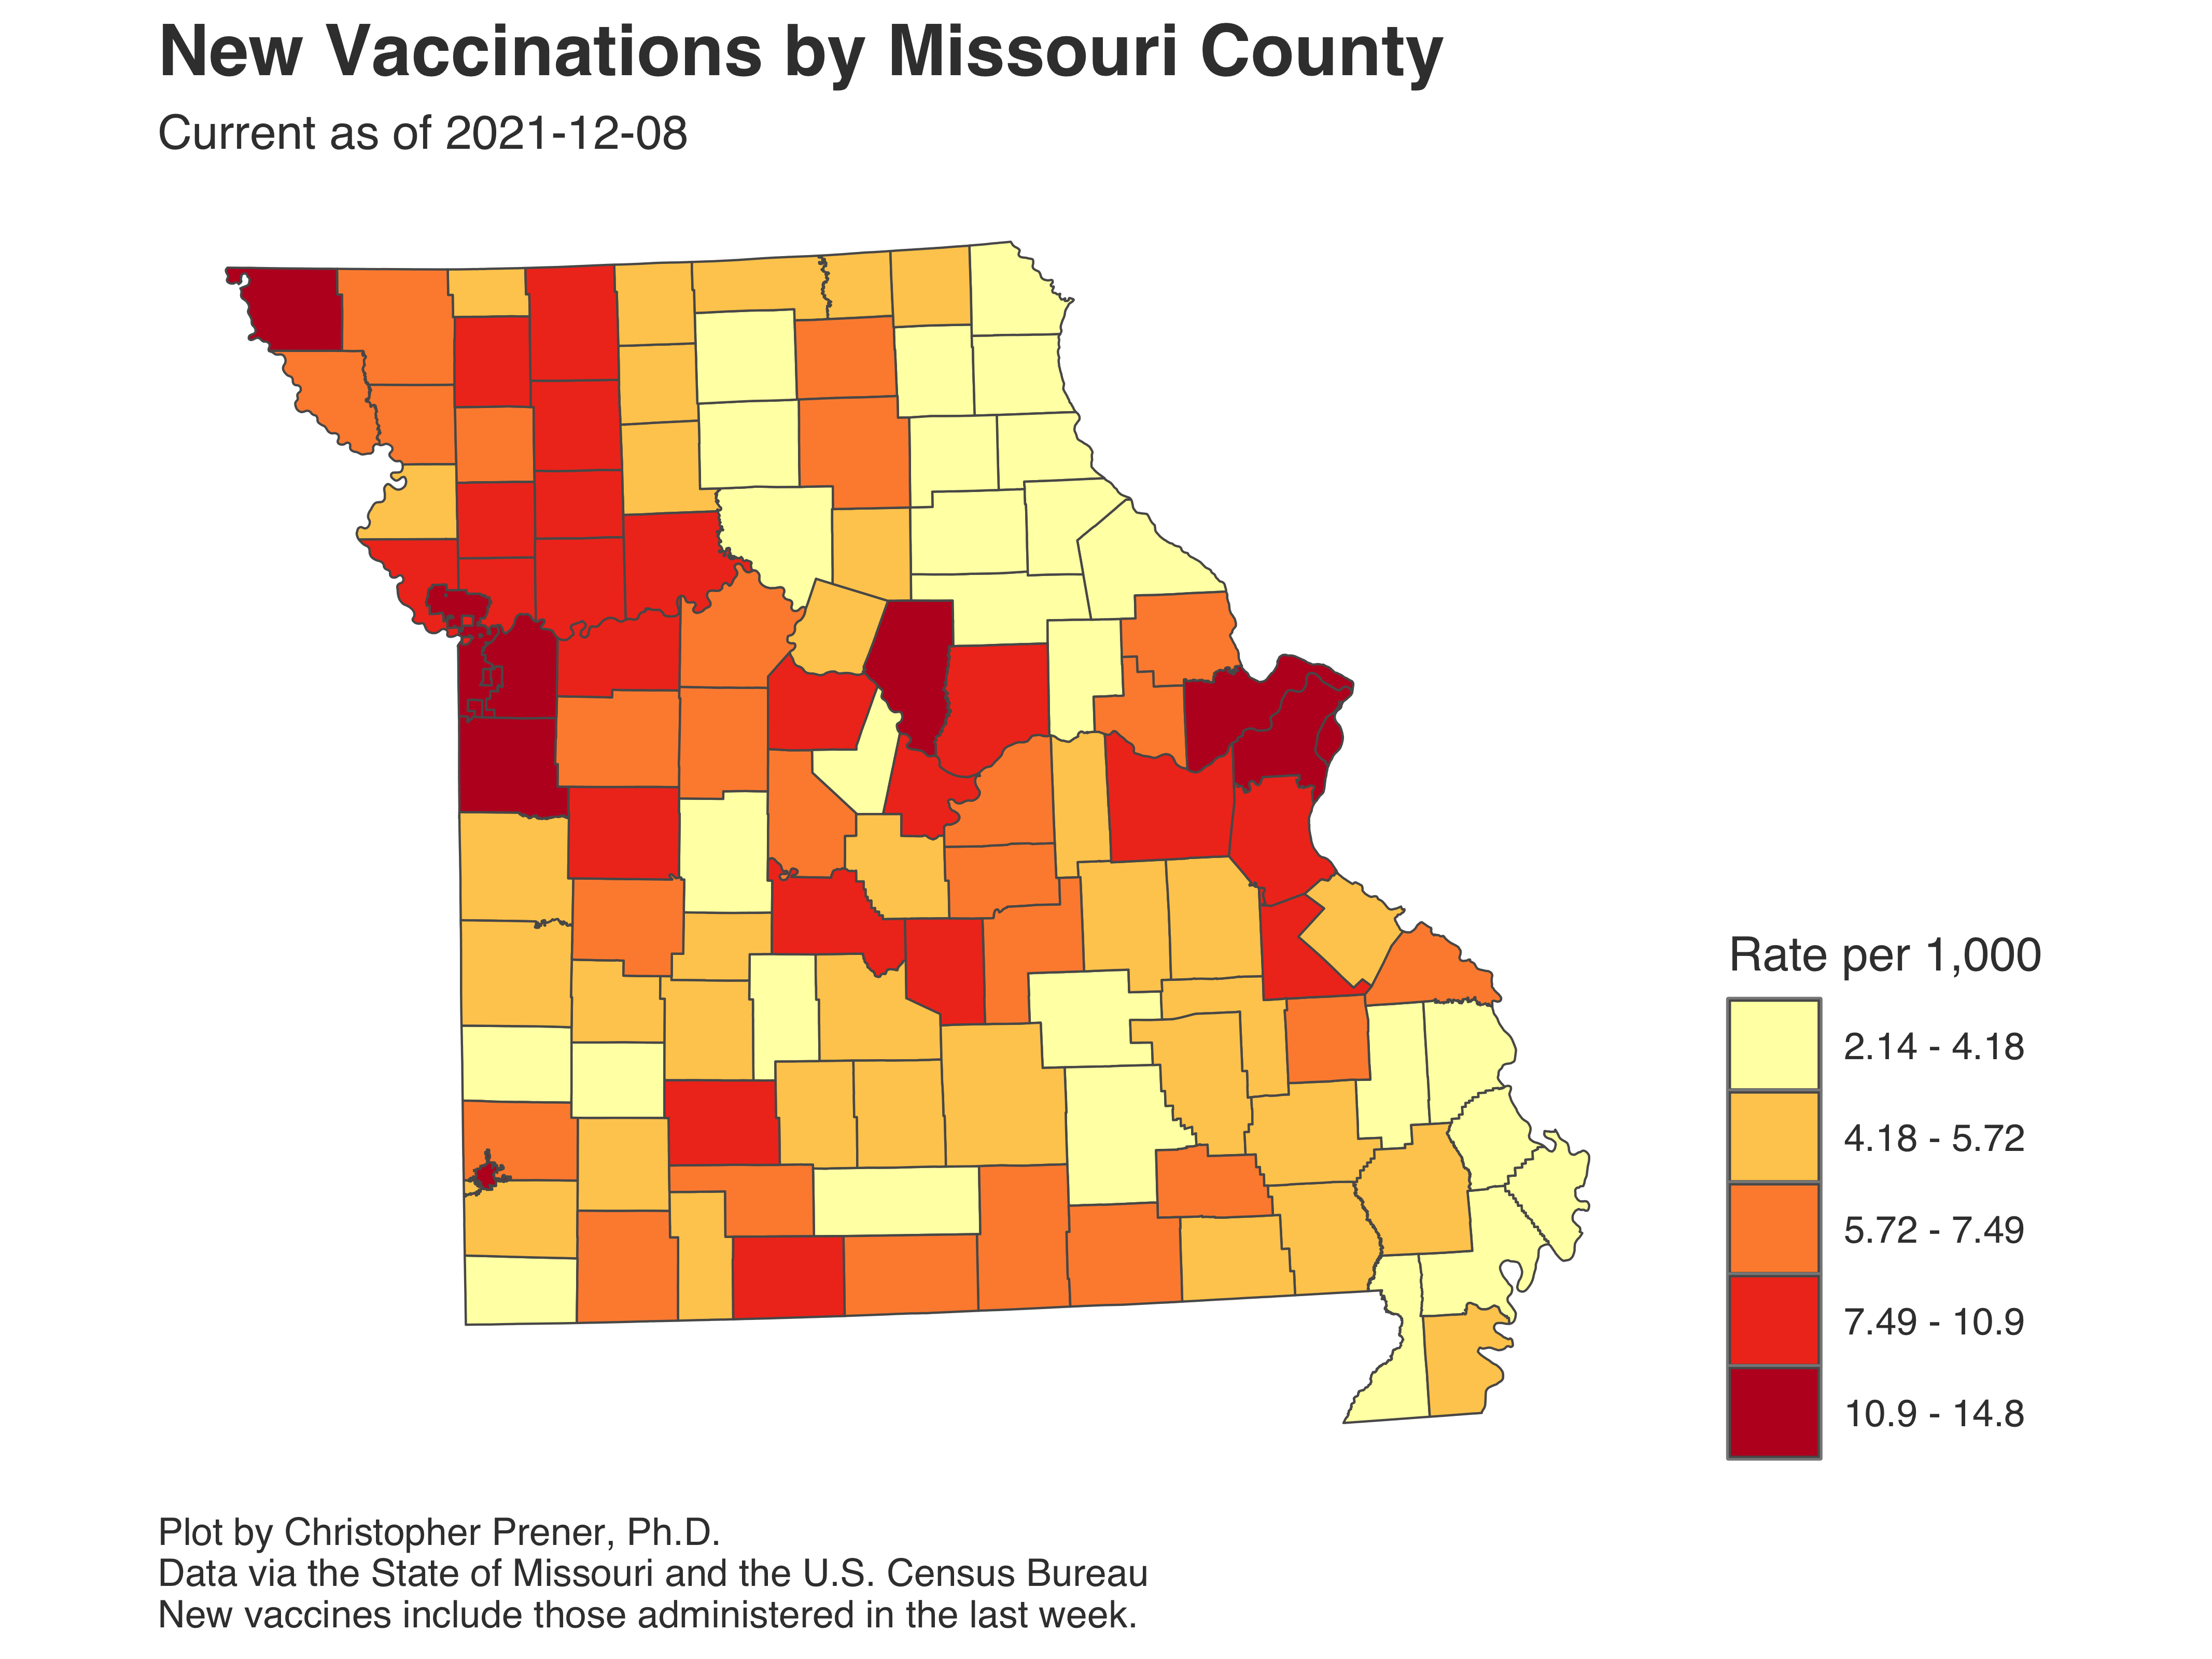 New Vaccinations by Missouri County
Current as of 2021-12-08
Rate per 1,000
2.14 - 4.18
4.18 - 5.72
5.72 - 7.49
7.49 - 10.9
10.9 - 14.8
Plot by Christopher Prener, Ph.D.
Data via the State of Missouri and the U.S. Census Bureau
New vaccines include those administered in the last week.